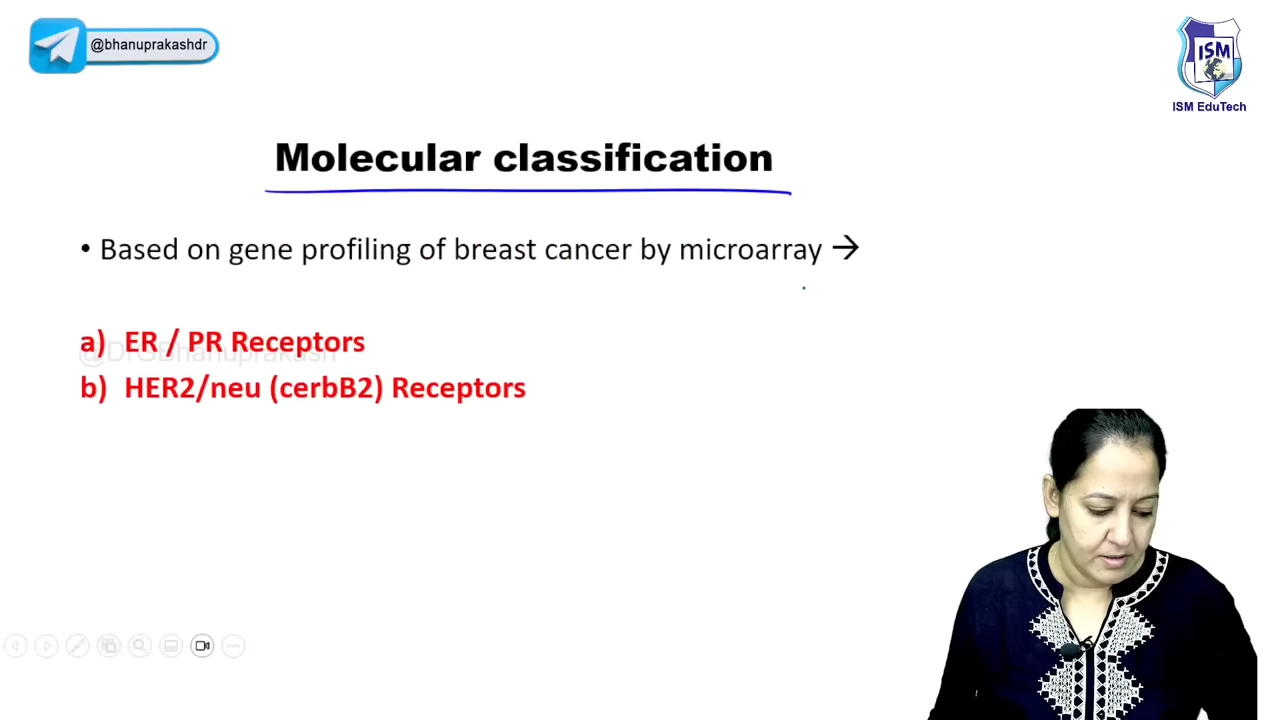 @bhanuprakashdr
ISM
ISM EduTech
Molecular classification
• Based on gene profiling of breast cancer by microarray →
a) ER / PR Receptors
@DrSBhanuprakash
b) HER2/neu (cerbB2) Receptors